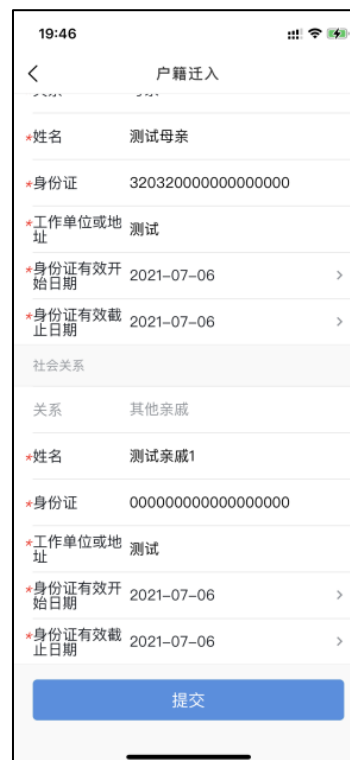 19:46
户籍迁入
*姓名 测试母亲
*身份证 320320000000000000
*工作单位或地址 测试
*身份证有效开始日期 2021-07-06
*身份证有效截止日期 2021-07-06
社会关系
关系 其他亲戚
*姓名 测试亲戚1
*身份证 000000000000000000
*工作单位或地址 测试
*身份证有效开始日期 2021-07-06
*身份证有效截止日期 2021-07-06
提交